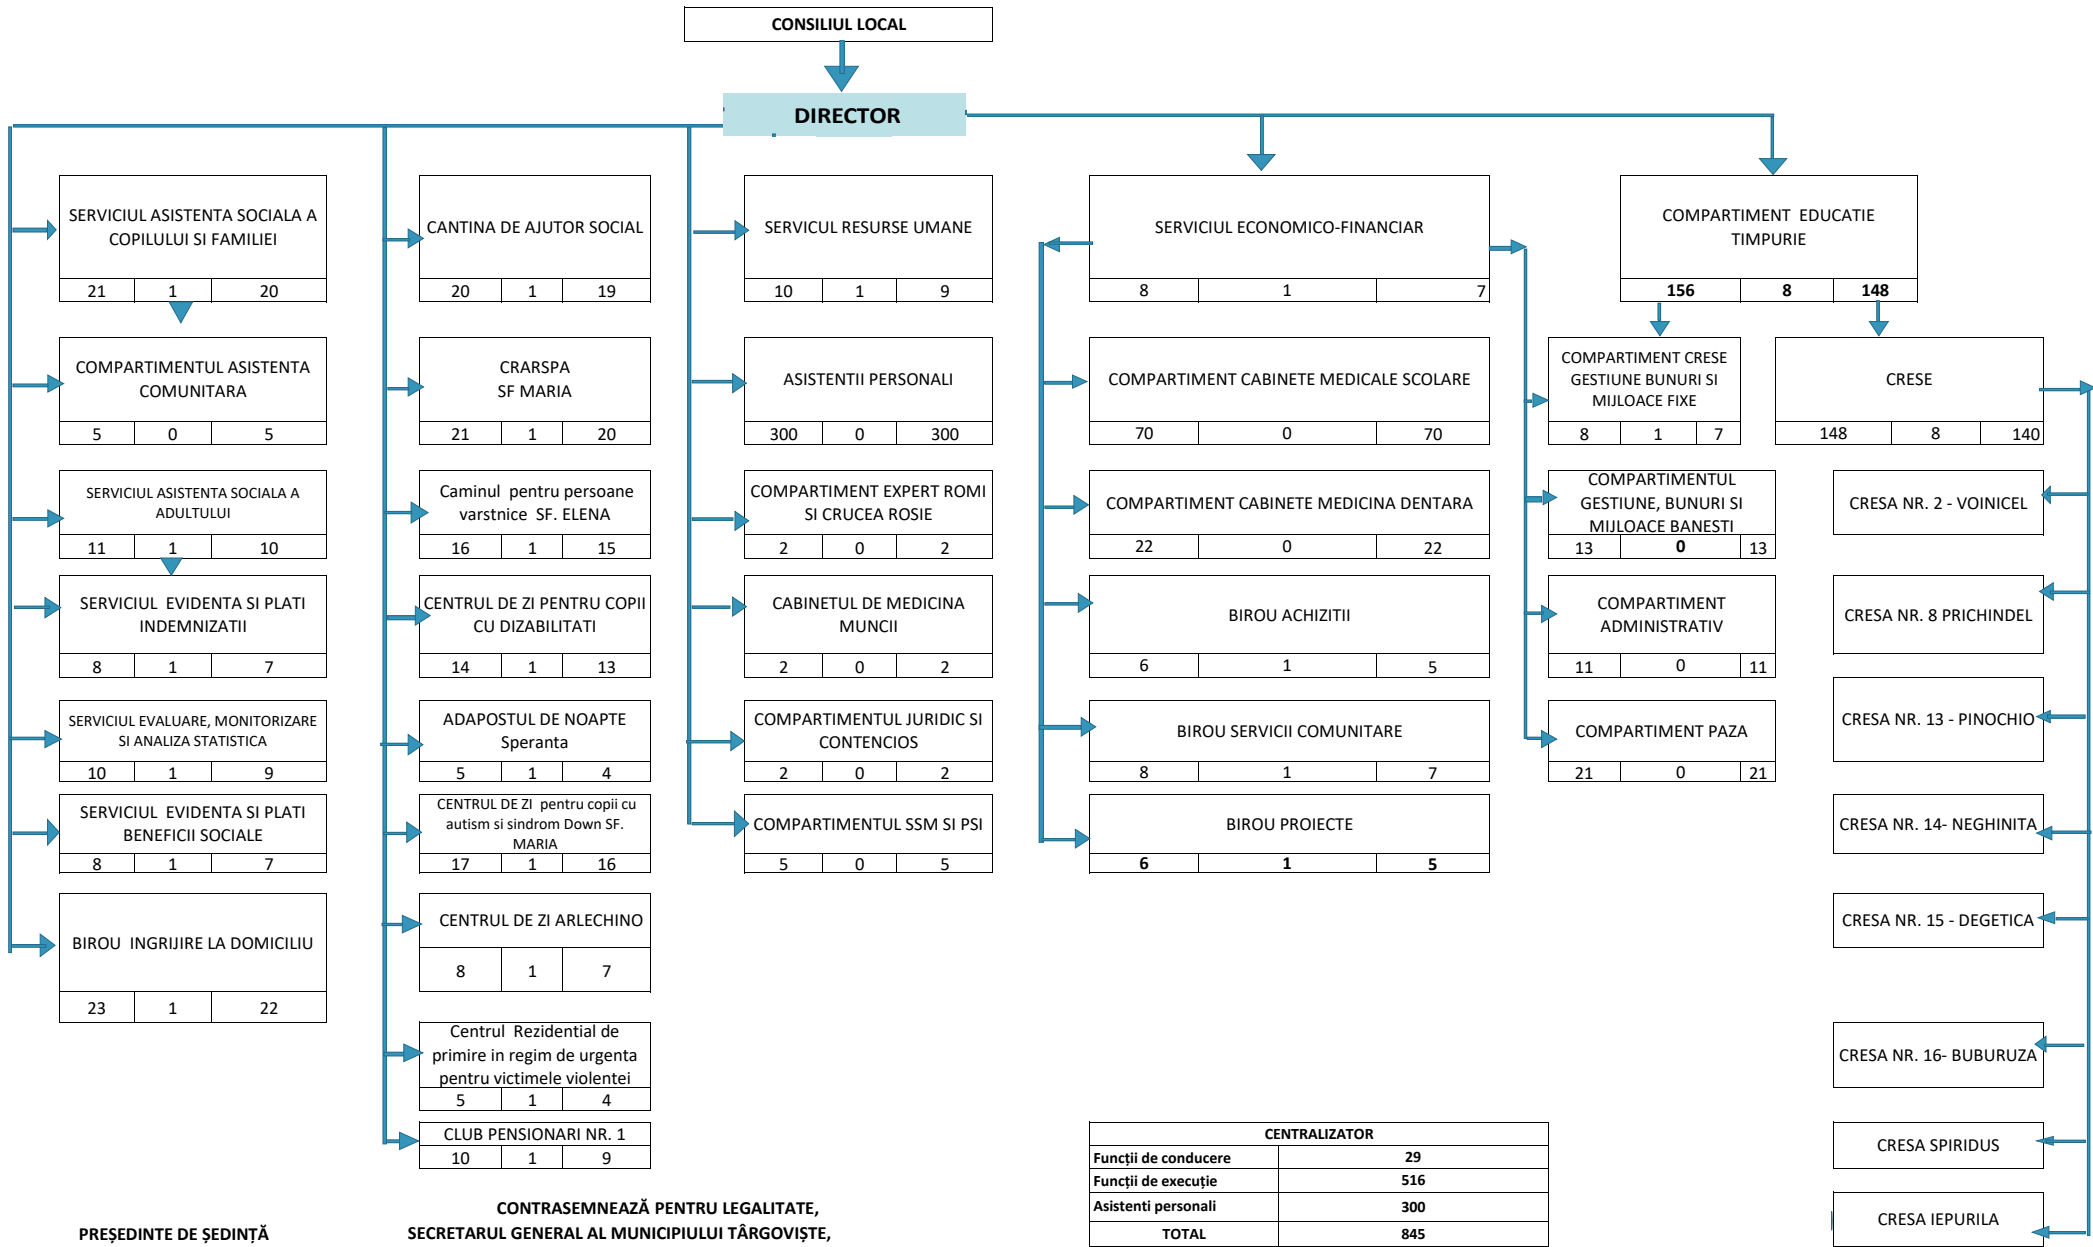 CONSILIUL LOCAL
DIRECTOR
SERVICIUL ASISTENTA SOCIALA A
COPILULUI SI FAMILIEI
21 1 20
COMPARTIMENTUL ASISTENTA
COMUNITARA
5 0 5
SERVICIUL ASISTENTA SOCIALA A
ADULTULUI
11 1 10
SERVICIUL EVIDENTA SI PLATI
INDEMNIZATII
8 1 7
SERVICIUL EVALUARE, MONITORIZARE
SI ANALIZA STATISTICA
10 1 9
SERVICIUL EVIDENTA SI PLATI
BENEFICII SOCIALE
8 1 7
BIROU INGRIJIRE LA DOMICILIU
23 1 22
CANTINA DE AJUTOR SOCIAL
20 1 19
CRARSPA
SF MARIA
21 1 20
Caminul pentru persoane
varstnice SF. ELENA
16 1 15
CENTRUL DE ZI PENTRU COPII
CU DIZABILITATI
14 1 13
ADAPOSTUL DE NOAPTE
Speranta
5 1 4
CENTRUL DE ZI pentru copii cu
autism si sindrom Down SF.
MARIA
17 1 16
CENTRUL DE ZI ARLECHINO
8 1 7
Centrul Rezidential de
primire in regim de urgenta
pentru victimele violentei
5 1 4
CLUB PENSIONARI NR. 1
10 1 9
SERVICUL RESURSE UMANE
10 1 9
ASISTENTII PERSONALI
300 0 300
COMPARTIMENT EXPERT ROMI
SI CRUCEA ROSIE
2 0 2
CABINETUL DE MEDICINA
MUNCII
2 0 2
COMPARTIMENTUL JURIDIC SI
CONTENCIOS
2 0 2
COMPARTIMENTUL SSM SI PSI
5 0 5
SERVICIUL ECONOMICO-FINANCIAR
8 1 7
COMPARTIMENT CABINETE MEDICALE SCOLARE
70 0 70
COMPARTIMENT CABINETE MEDICINA DENTARA
22 0 22
BIROU ACHIZITII
6 1 5
BIROU SERVICII COMUNITARE
8 1 7
BIROU PROIECTE
6 1 5
COMPARTIMENT EDUCATIE
TIMPURIE
156 8 148
COMPARTIMENT CRESE
GESTIUNE BUNURI SI
MIJLOACE FIXE
8 1 7
COMPARTIMENTUL
GESTIUNE, BUNURI SI
MIJLOACE BANESTI
13 0 13
COMPARTIMENT
ADMINISTRATIV
11 0 11
COMPARTIMENT PAZA
21 0 21
CRESE
148 8 140
CRESA NR. 2 - VOINICEL
CRESA NR. 8 PRICHINDEL
CRESA NR. 13 - PINOCHIO
CRESA NR. 14- NEGHINITA
CRESA NR. 15 - DEGETICA
CRESA NR. 16- BUBURUZA
CRESA SPIRIDUS
CRESA IEPURILA
CENTRALIZATOR
Funcții de conducere 29
Funcții de execuție 516
Asistenti personali 300
TOTAL 845
CONTRASEMNEAZĂ PENTRU LEGALITATE,
PREȘEDINTE DE ȘEDINȚĂ SECRETARUL GENERAL AL MUNICIPIULUI TÂRGOVIȘTE,